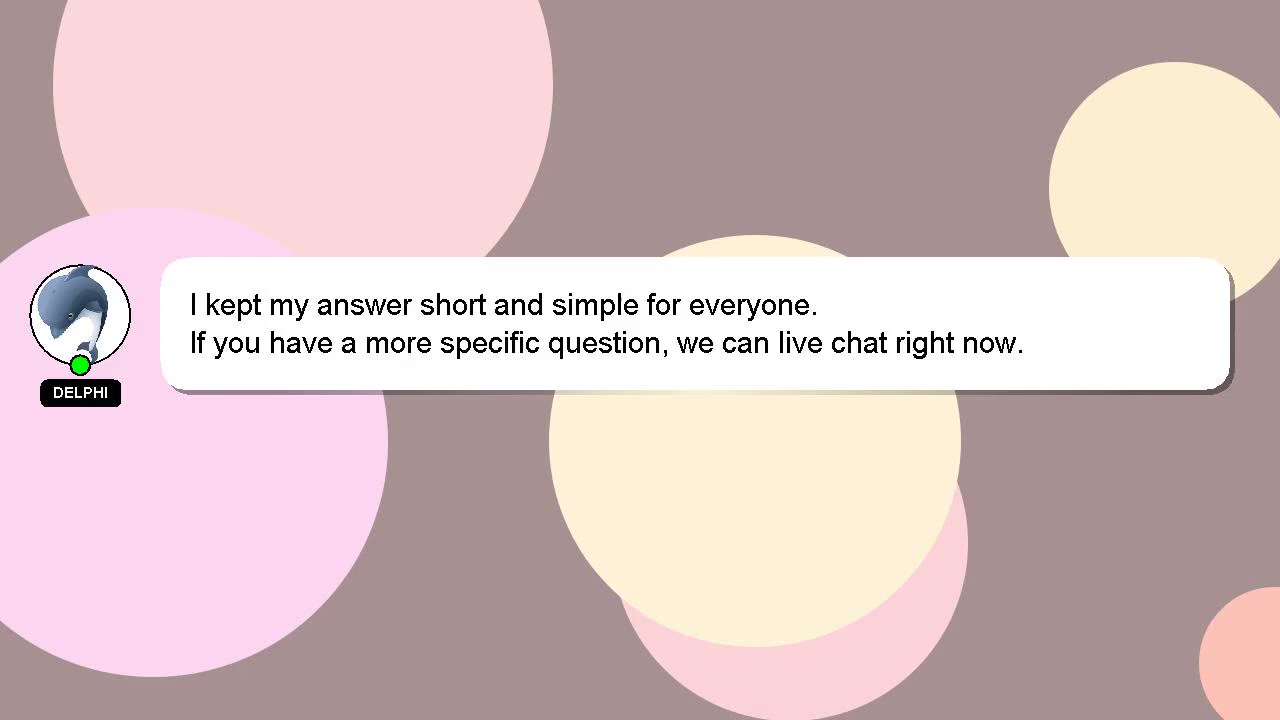 I kept my answer short and simple for everyone.
If you have a more specific question, we can live chat right now.
DELPHI